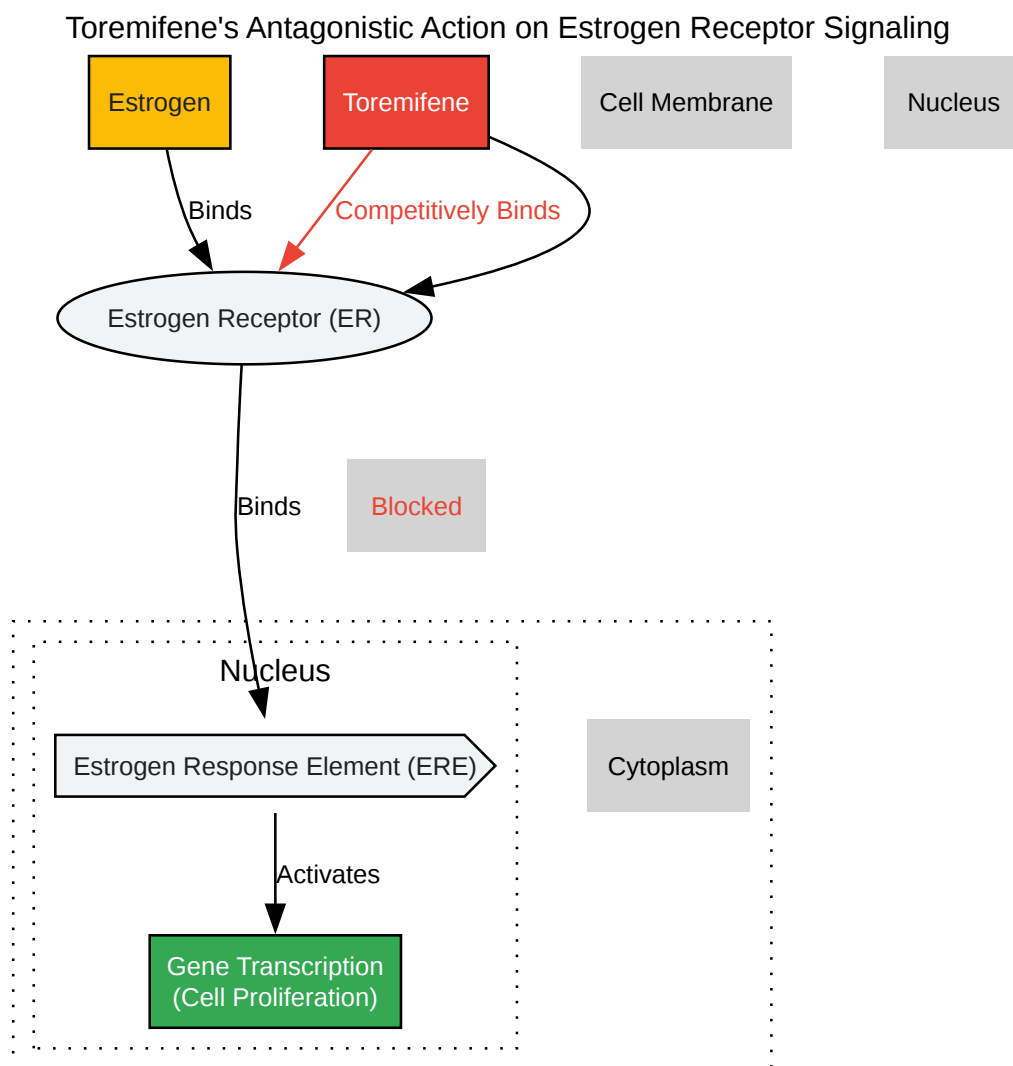 Toremifene's Antagonistic Action on Estrogen Receptor Signaling
Estrogen
Toremifene
Cell Membrane
Nucleus
Binds
Competitively Binds
Estrogen Receptor (ER)
Binds
Blocked
Nucleus
Estrogen Response Element (ERE)
Cytoplasm
Activates
Gene Transcription
(Cell Proliferation)